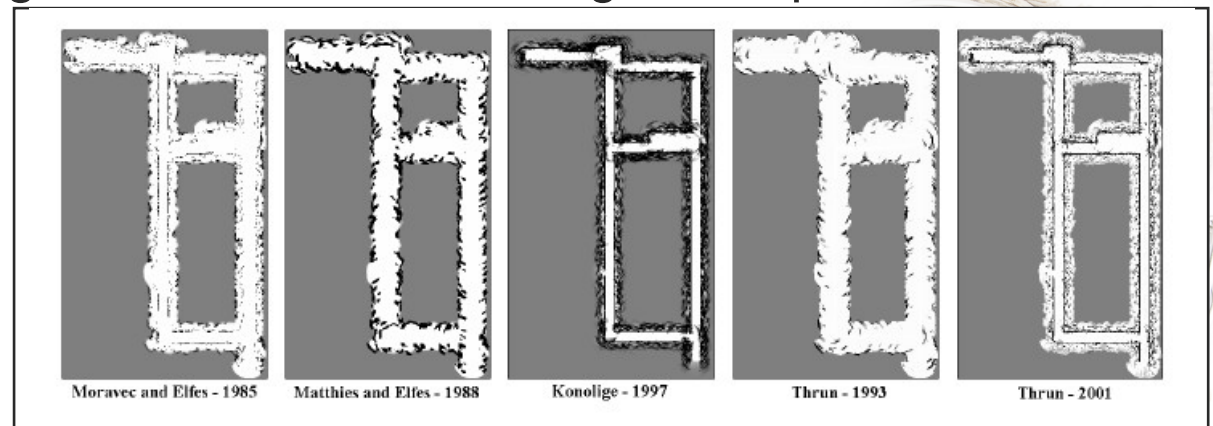 Moravec and Elfes - 1985
Matthies and Elfes - 1988
Konolige - 1997
Thrun - 1993
Thrun - 2001